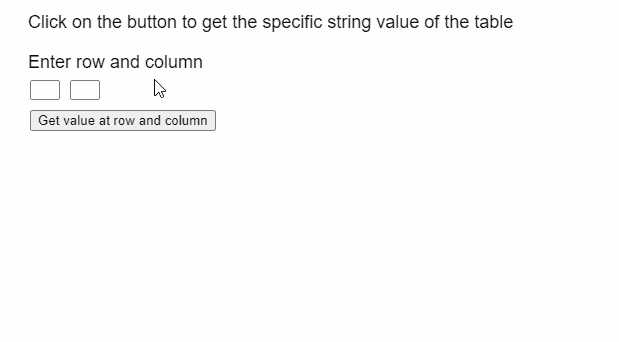 Click on the button to get the specific string value of the table
Enter row and column
Get value at row and column